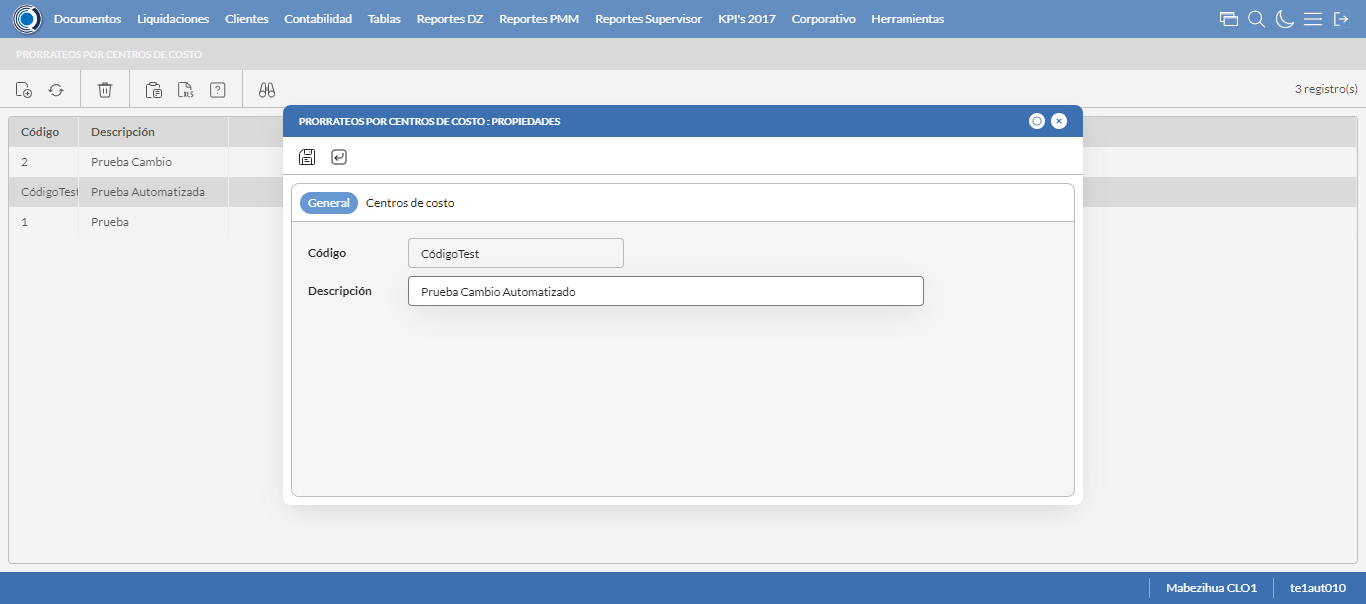 Documentos Liquidaciones Clientes Contabilidad Tablas Reportes DZ Reportes PMM Reportes Supervisor KPI's 2017 Corporativo Herramientas
PRORRATEOS POR CENTROS DE COSTO
XLS ? 3 registro(s)
PRORRATEOS POR CENTROS DE COSTO : PROPIEDADES
Código Descripción
2 Prueba Cambio
CódigoTest Prueba Automatizada
1 Prueba
General Centros de costo
Código CódigoTest
Descripción Prueba Cambio Automatizado
Mabezihua CLO1 te1aut010